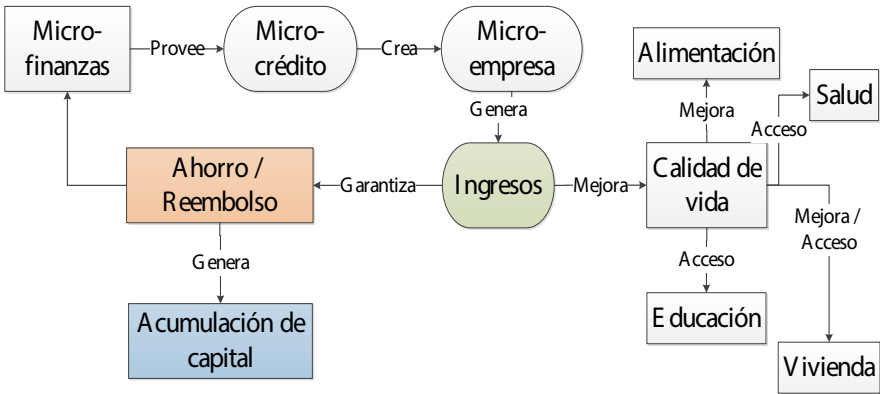 Micro-
finanzas
Provee
Micro-
crédito
Crea
Micro-
empresa
Genera
Ingresos
Garantiza
Ahorro /
Reembolso
Genera
Acumulación de
capital
Mejora
Calidad de
vida
Mejora
Alimentación
Acceso
Salud
Mejora /
Acceso
Vivienda
Acceso
Educación